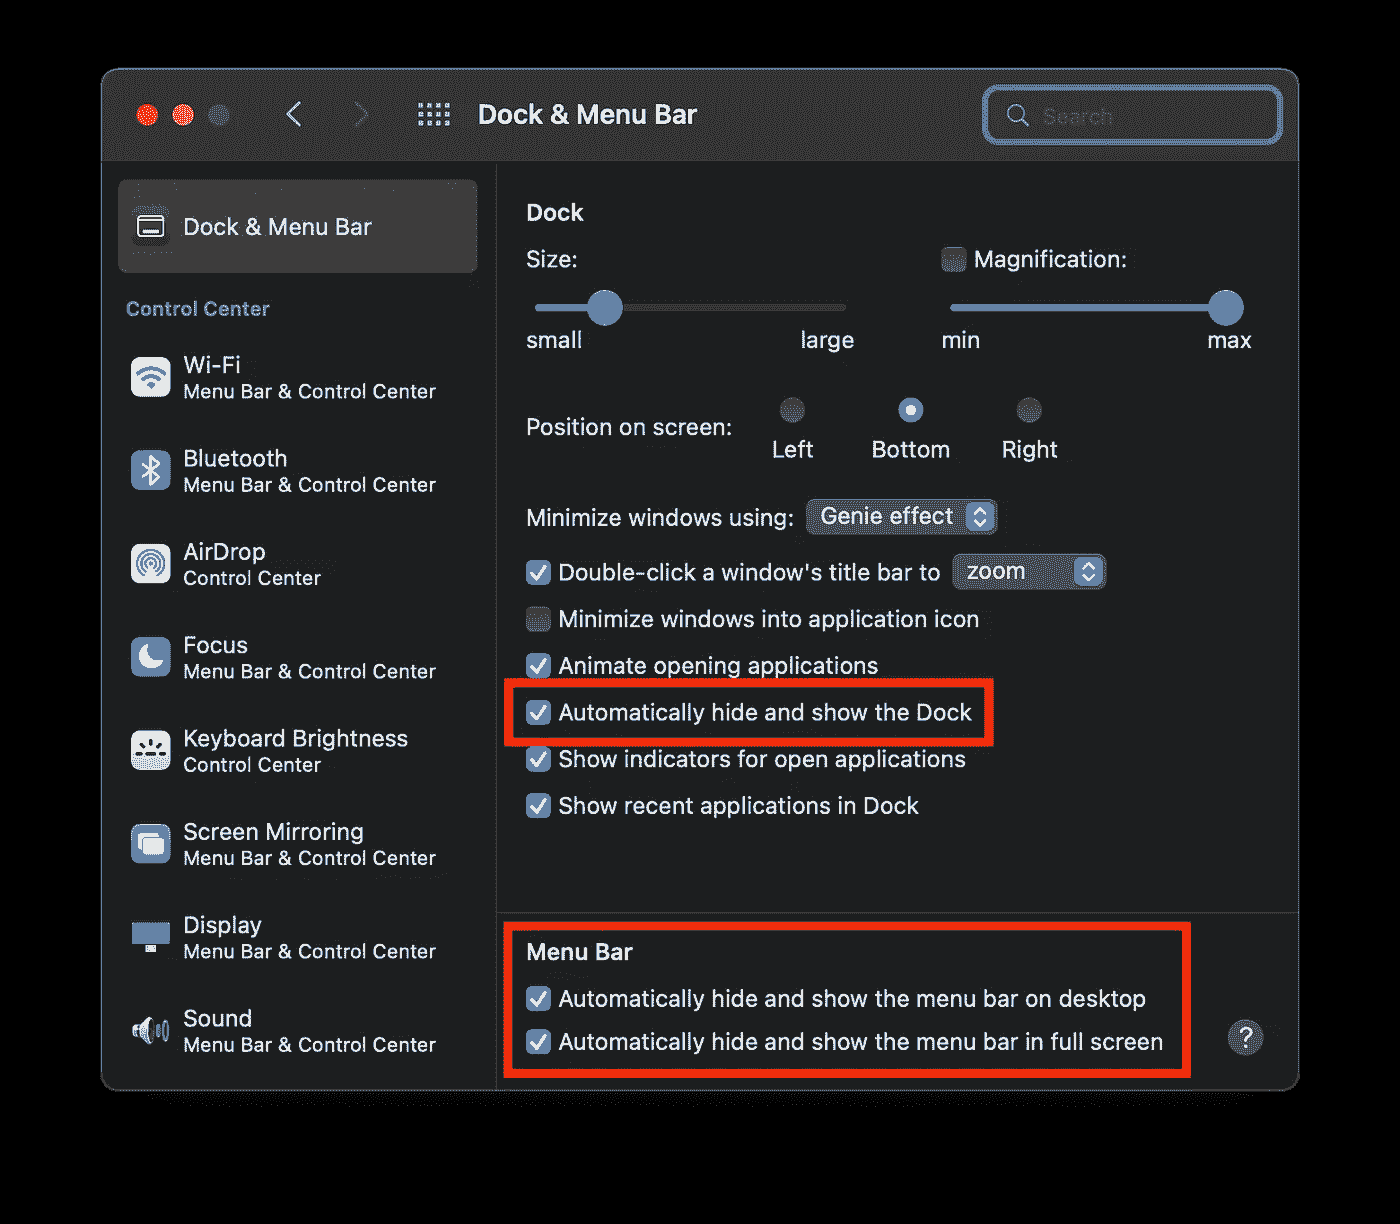 Dock & Menu Bar
Search
Dock & Menu Bar
Control Center
Wi-Fi
Menu Bar & Control Center
Bluetooth
Menu Bar & Control Center
AirDrop
Control Center
Focus
Menu Bar & Control Center
Keyboard Brightness
Control Center
Screen Mirroring
Menu Bar & Control Center
Display
Menu Bar & Control Center
Sound
Menu Bar & Control Center
Dock
Size:
Magnification:
small large
min max
Position on screen:
Left Bottom Right
Minimize windows using: Genie effect
Double-click a window's title bar to zoom
Minimize windows into application icon
Animate opening applications
Automatically hide and show the Dock
Show indicators for open applications
Show recent applications in Dock
Menu Bar
Automatically hide and show the menu bar on desktop
Automatically hide and show the menu bar in full screen
?